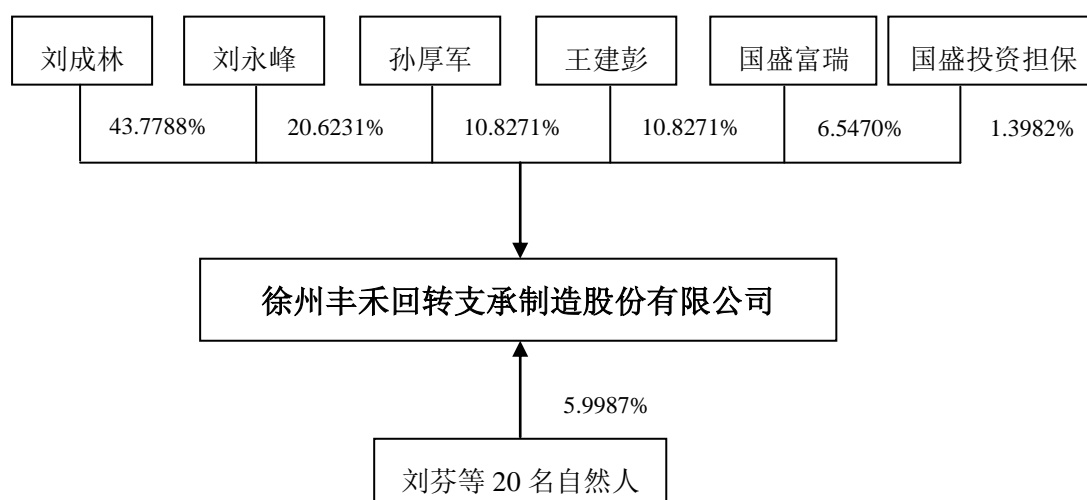 刘成林 刘永峰 孙厚军 王建彭 国盛富瑞 国盛投资担保
43.7788% 20.6231% 10.8271% 10.8271% 6.5470% 1.3982%
徐州丰禾回转支承制造股份有限公司
5.9987%
刘芬等 20 名自然人